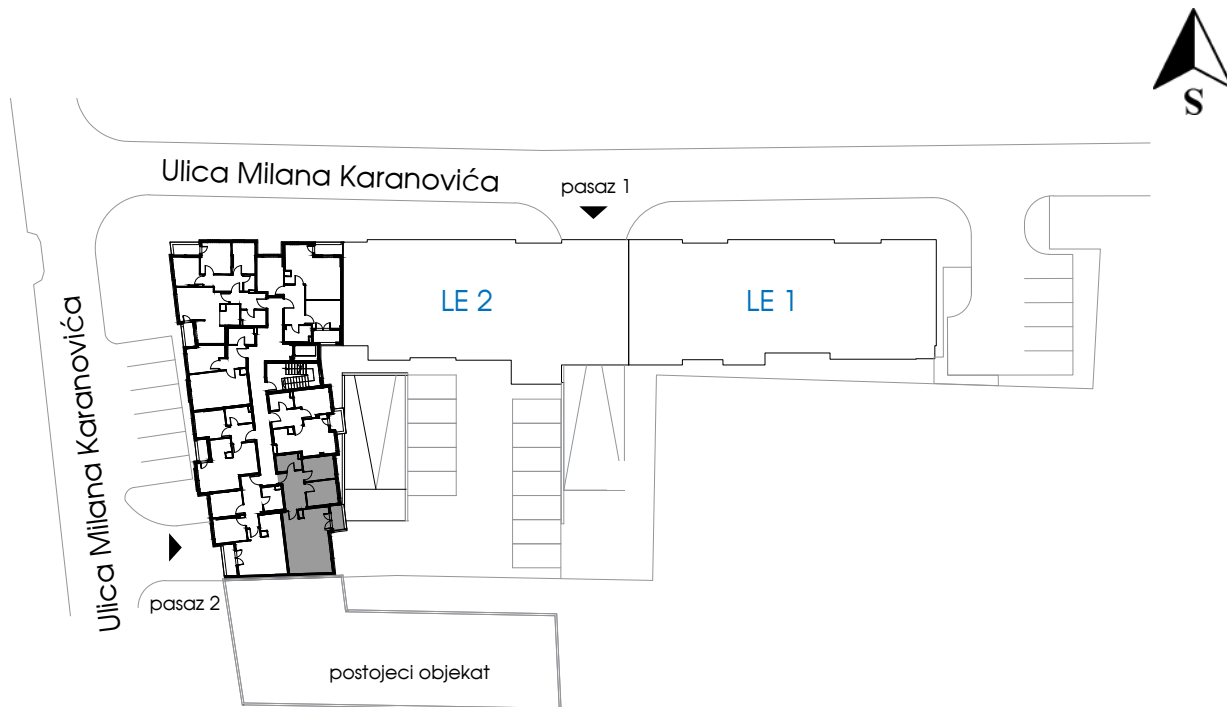 S
Ulica Milana Karanovića
pasaz 1
LE 2
LE 1
Ulica Milana Karanovića
pasaz 2
postojeci objekat